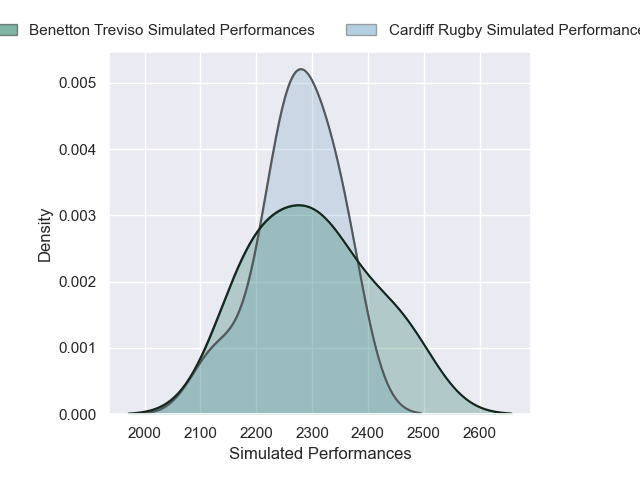 Benetton Treviso Simulated Performances
Cardiff Rugby Simulated Performance
0.005
0.004
0.003
0.002
0.001
0.000
Density
2000 2100 2200 2300 2400 2500 2600
Simulated Performances